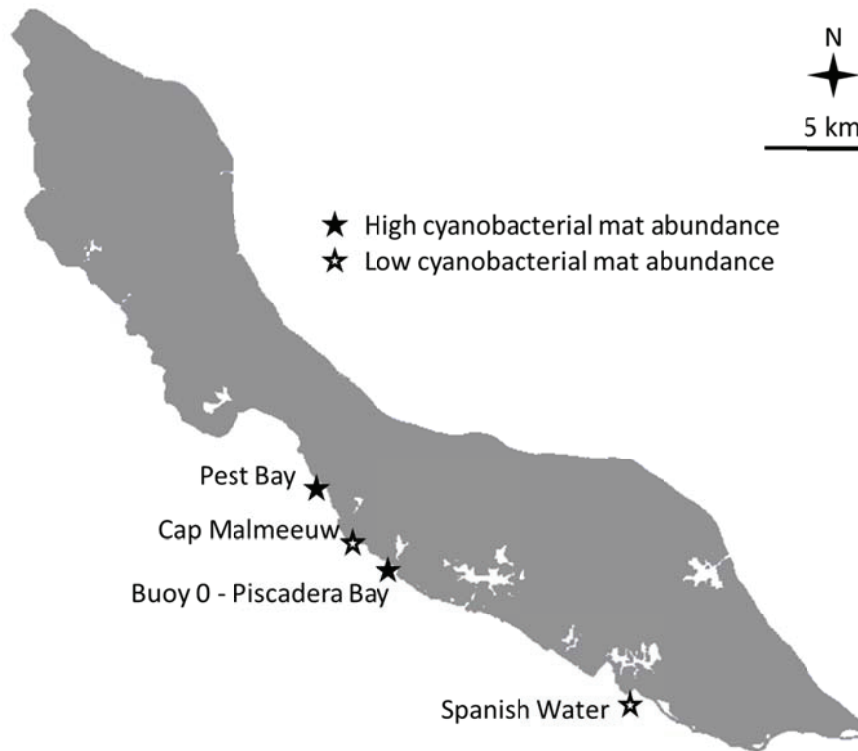 N
5 km
High cyanobacterial mat abundance
Low cyanobacterial mat abundance
Pest Bay
Cap Malmeeuw
Buoy 0 - Piscadera Bay
Spanish Water